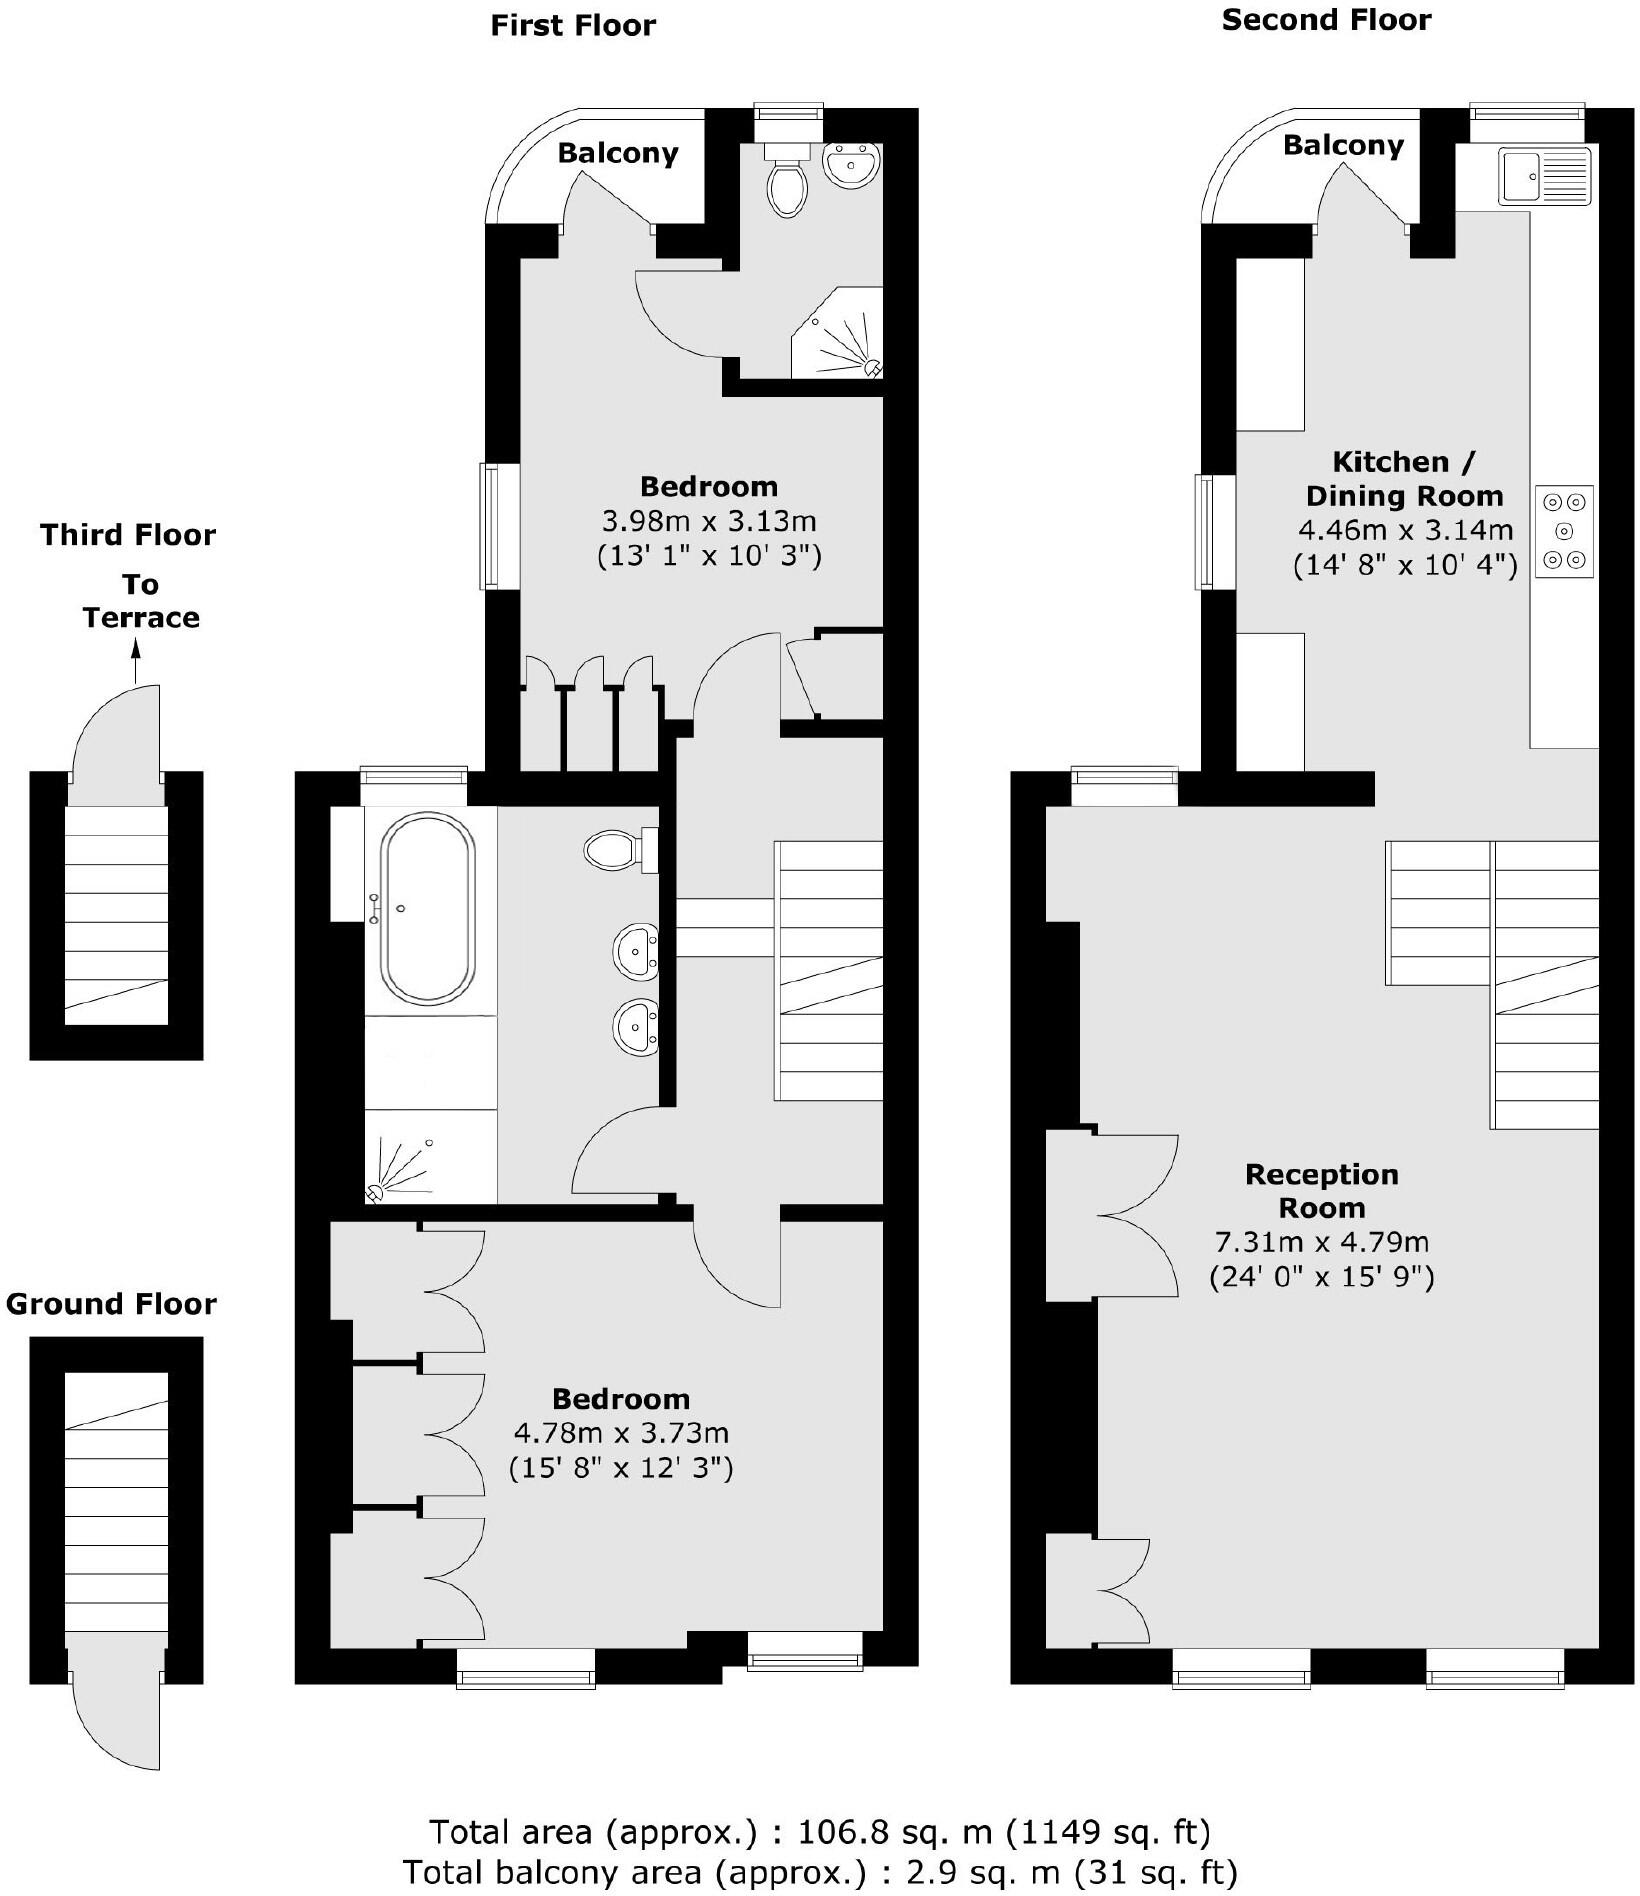 First Floor
Second Floor
Balcony
Balcony
Kitchen /
Dining Room
4.46m x 3.14m
(14' 8" x 10' 4")
Bedroom
3.98m x 3.13m
(13' 1" x 10' 3")
Third Floor
To
Terrace
Reception
Room
7.31m x 4.79m
(24' 0" x 15' 9")
Ground Floor
Bedroom
4.78m x 3.73m
(15' 8" x 12' 3")
Total area (approx.) : 106.8 sq. m (1149 sq. ft)
Total balcony area (approx.) : 2.9 sq. m (31 sq. ft)